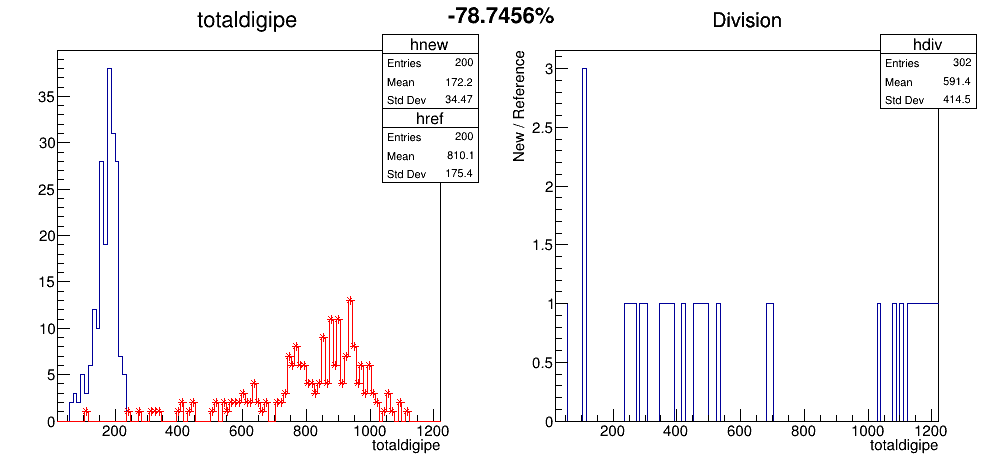 -78.7456%
totaldigipe
hnew
Entries 200
Mean 172.2
Std Dev 34.47
href
Entries 200
Mean 810.1
Std Dev 175.4
35
30
25
20
15
10
5
0
200 400 600 800 1000 1200
totaldigipe
Division
hdiv
Entries 302
Mean 591.4
Std Dev 414.5
New / Reference
3
2.5
2
1.5
1
0.5
0
200 400 600 800 1000 1200
totaldigipe